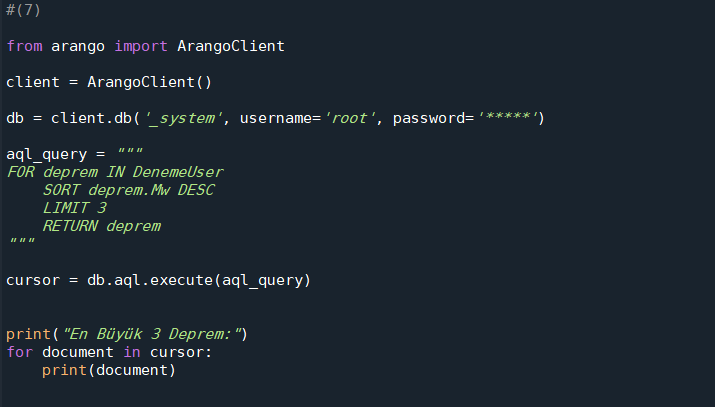 #(7)
from arango import ArangoClient
client = ArangoClient()
db = client.db('_system', username='root', password='*****')
aql_query = """
FOR deprem IN DenemeUser
    SORT deprem.Mw DESC
    LIMIT 3
    RETURN deprem
"""
cursor = db.aql.execute(aql_query)
print("En Büyük 3 Deprem:")
for document in cursor:
    print(document)